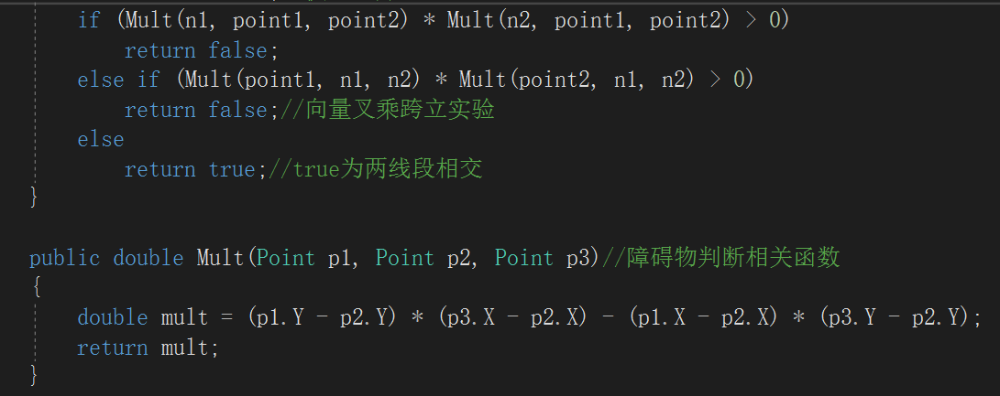 if (Mult(n1, point1, point2) * Mult(n2, point1, point2) > 0)
return false;
else if (Mult(point1, n1, n2) * Mult(point2, n1, n2) > 0)
return false;//向量叉乘跨立实验
else
return true;//true为两线段相交
}
public double Mult(Point p1, Point p2, Point p3)//障碍物判断相关函数
{
double mult = (p1.Y - p2.Y) * (p3.X - p2.X) - (p1.X - p2.X) * (p3.Y - p2.Y);
return mult;
}